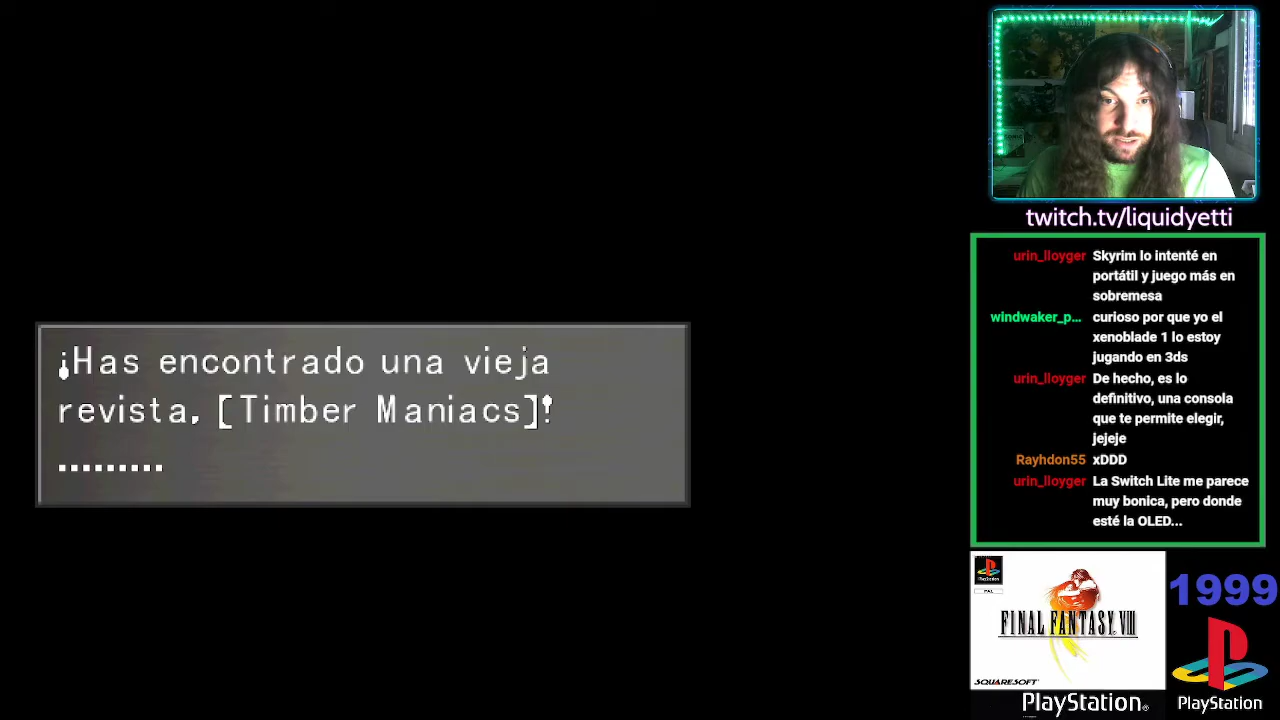 ¡Has encontrado una vieja
revista, [Timber Maniacs]!
.........
twitch.tv/liquidyetti
urin_lloyger Skyrim lo intenté en
portátil y juego más en
sobremesa
windwaker_p... curioso por que yo el
xenoblade 1 lo estoy
jugando en 3ds
urin_lloyger De hecho, es lo
definitivo, una consola
que te permite elegir,
jejeje
Rayhdon55 xDDD
urin_lloyger La Switch Lite me parece
muy bonica, pero donde
esté la OLED...
PlayStation
PAL
FINAL FANTASY VIII
SQUARESOFT
PlayStation
1999
PlayStation